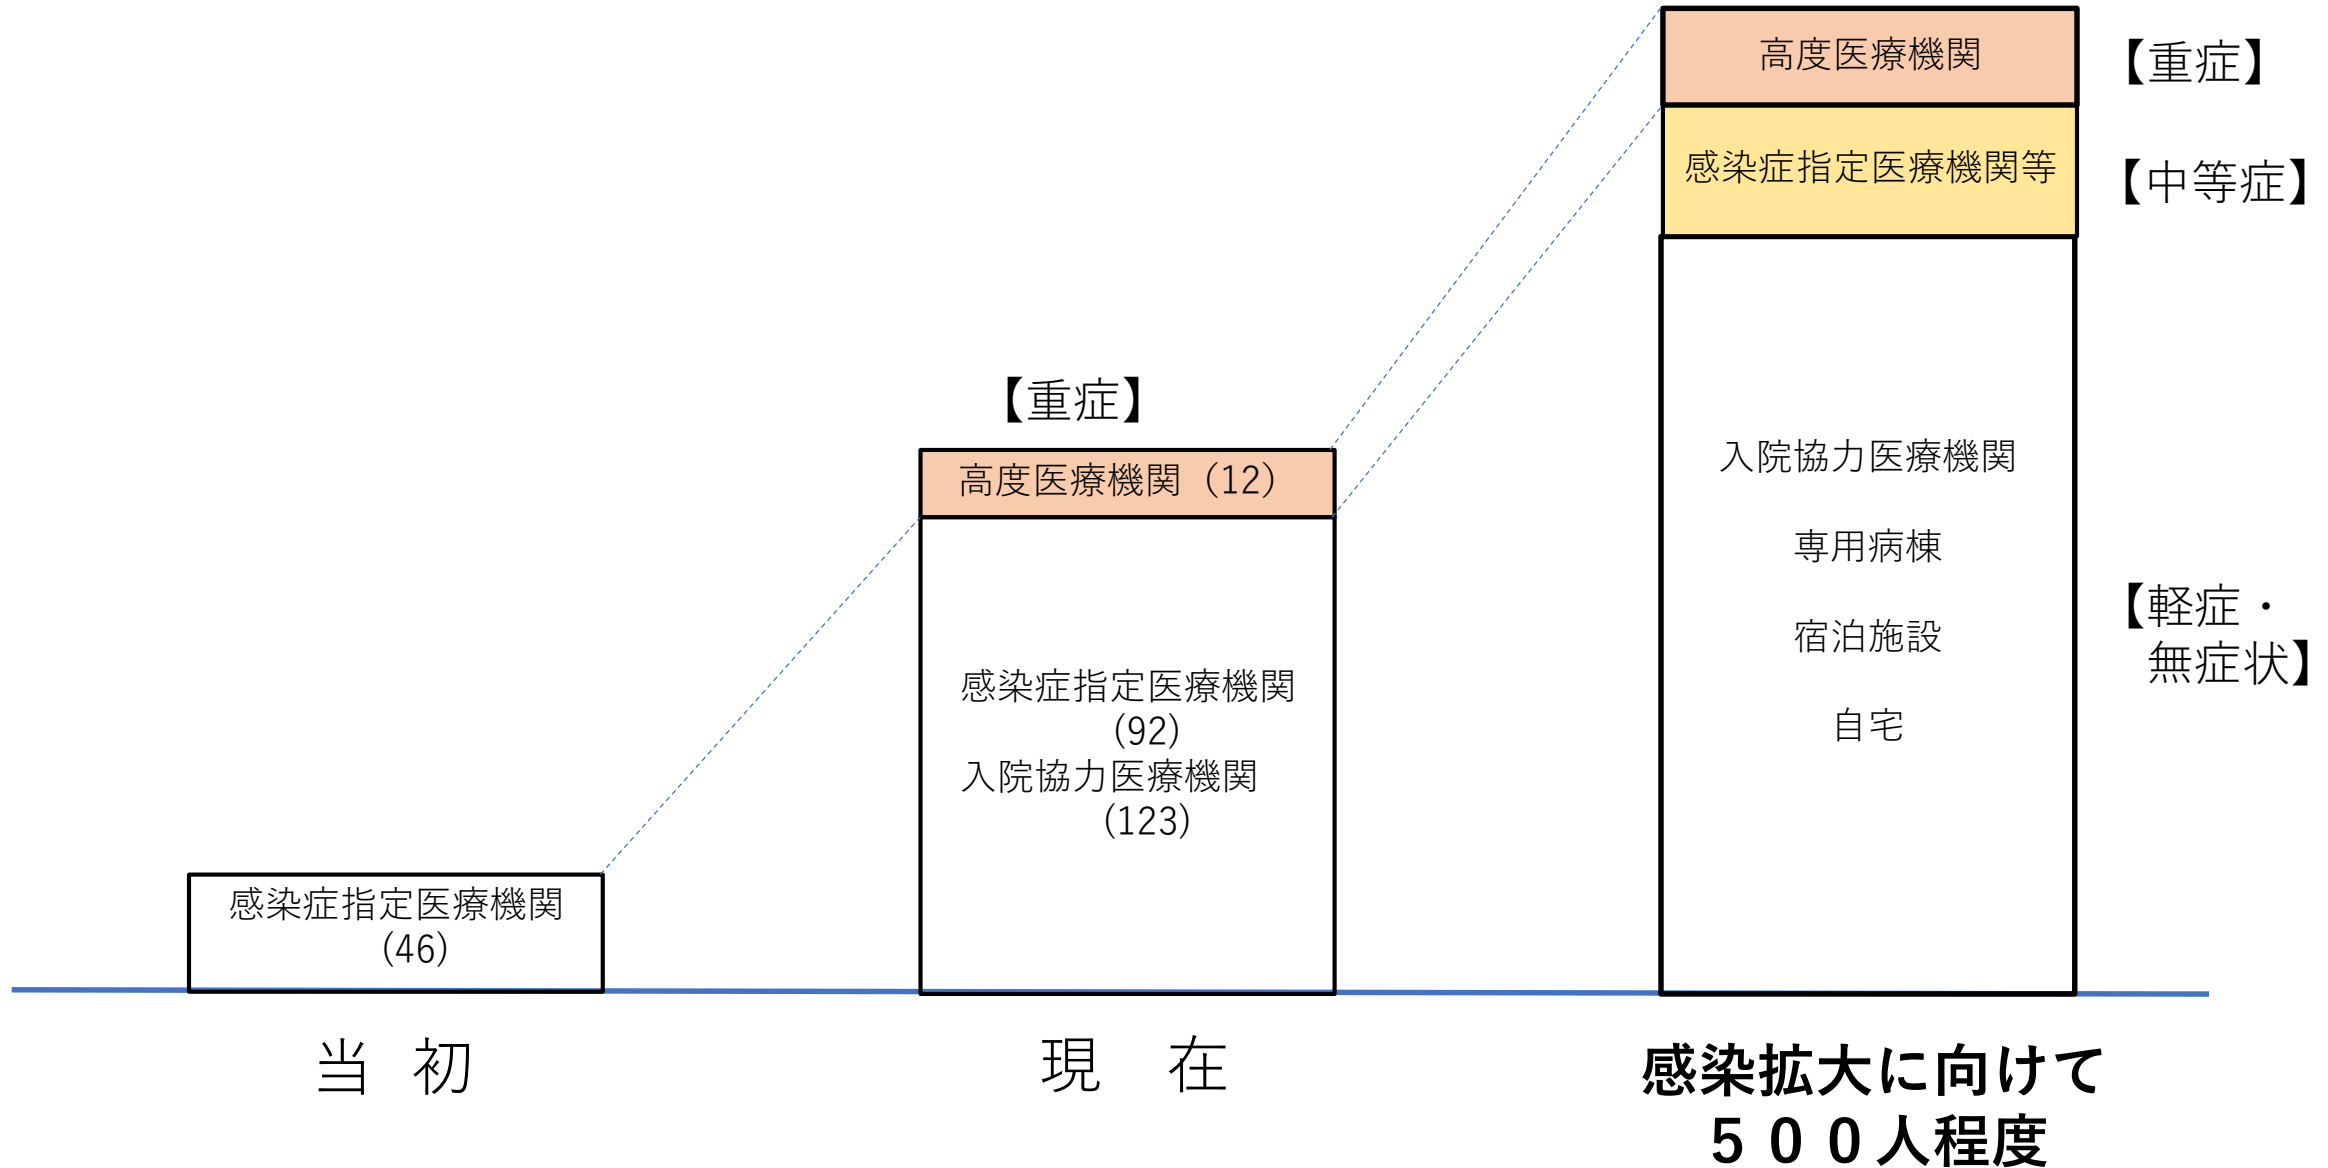 当 初
感染症指定医療機関
(46)
現 在
【重症】
高度医療機関（12）
感染症指定医療機関
(92)
入院協力医療機関
(123)
感染拡大に向けて
５００人程度
高度医療機関
【重症】
感染症指定医療機関等
【中等症】
入院協力医療機関
専用病棟
宿泊施設
自宅
【軽症・
無症状】